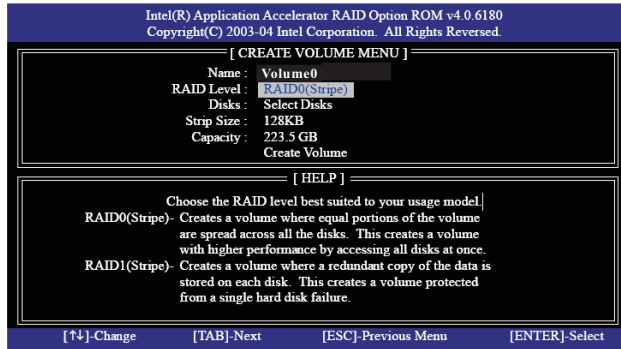 Intel(R) Application Accelerator RAID Option ROM v4.0.6180
Copyright(C) 2003-04 Intel Corporation. All Rights Reversed.
[ CREATE VOLUME MENU ]
Name : Volume0
RAID Level : RAID0(Stripe)
Disks : Select Disks
Strip Size : 128KB
Capacity : 223.5 GB
Create Volume
[ HELP ]
Choose the RAID level best suited to your usage model.
RAID0(Stripe)- Creates a volume where equal portions of the volume
are spread across all the disks. This creates a volume
with higher performance by accessing all disks at once.
RAID1(Stripe)- Creates a volume where a redundant copy of the data is
stored on each disk. This creates a volume protected
from a single hard disk failure.
[↑↓]-Change [TAB]-Next [ESC]-Previous Menu [ENTER]-Select